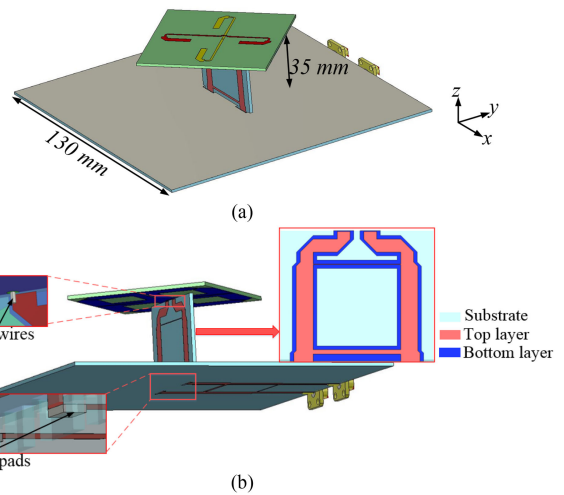 35 mm
130 mm
z
y
x
(a)
wires
Substrate
Top layer
Bottom layer
pads
(b)